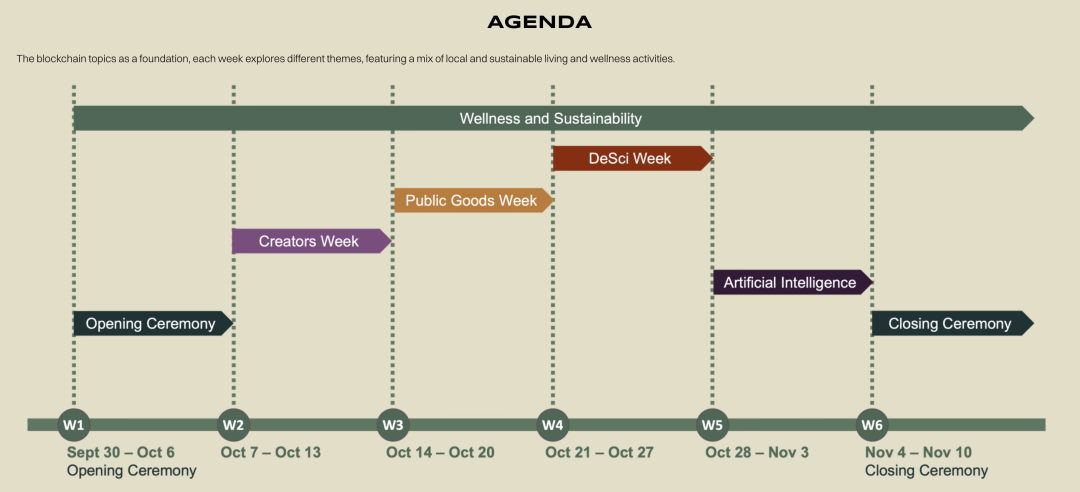 AGENDA
The blockchain topics as a foundation, each week explores different themes, featuring a mix of local and sustainable living and wellness activities.
Wellness and Sustainability
DeSci Week
Public Goods Week
Creators Week
Artificial Intelligence
Opening Ceremony
Closing Ceremony
W1
W2
W3
W4
W5
W6
Sept 30 – Oct 6
Opening Ceremony
Oct 7 – Oct 13
Oct 14 – Oct 20
Oct 21 – Oct 27
Oct 28 – Nov 3
Nov 4 – Nov 10
Closing Ceremony